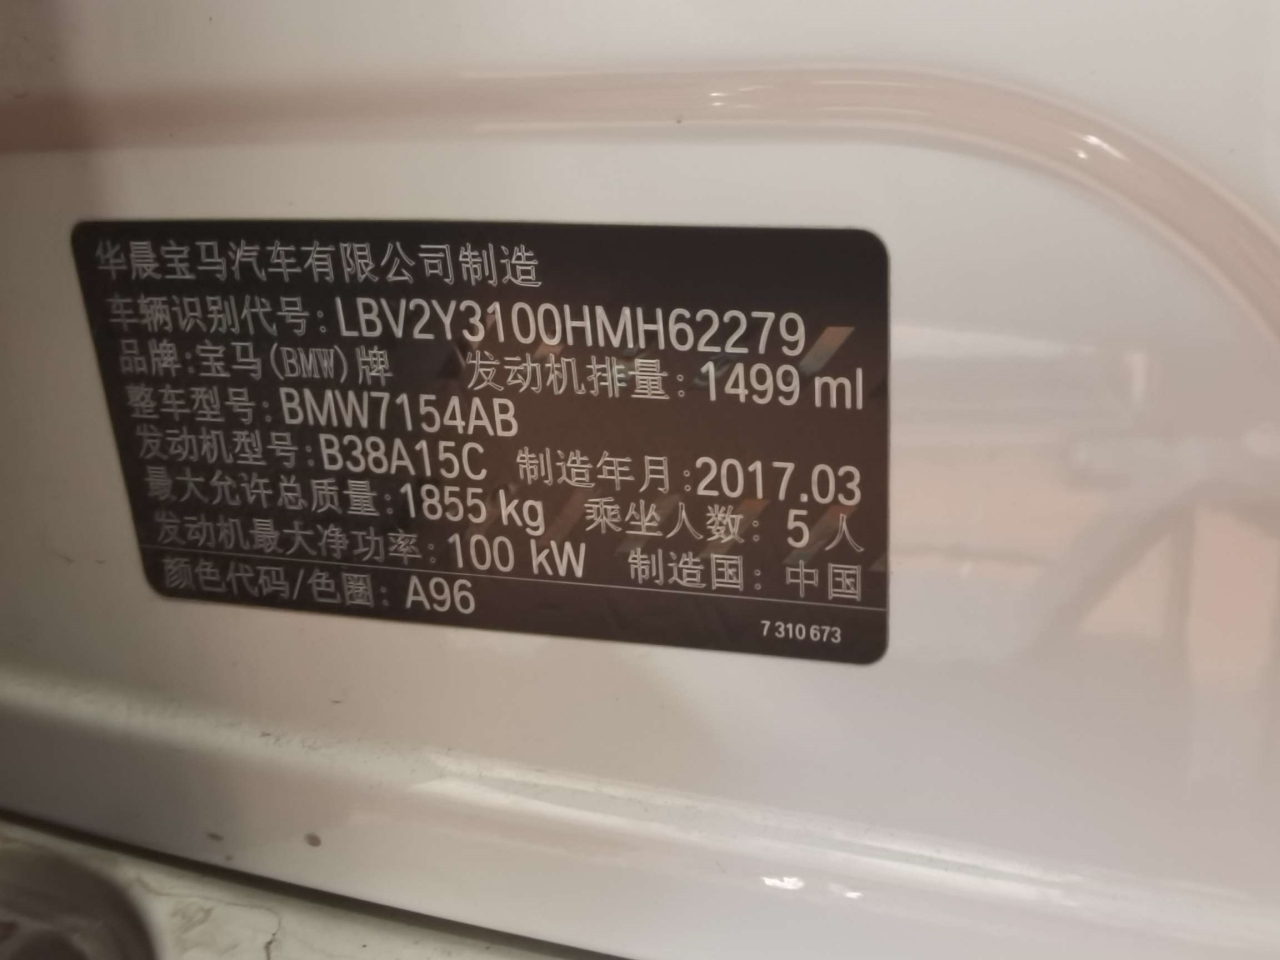 华晨宝马汽车有限公司制造
车辆识别代号: LBV2Y3100HMH62279
品牌:宝马(BMW)牌 发动机排量: 1499 ml
整车型号: BMW7154AB
发动机型号: B38A15C 制造年月:2017.03
最大允许总质量:1855 kg 乘坐人数: 5人
发动机最大净功率: 100 kW 制造国: 中国
颜色代码/色圈: A96
7 310 673